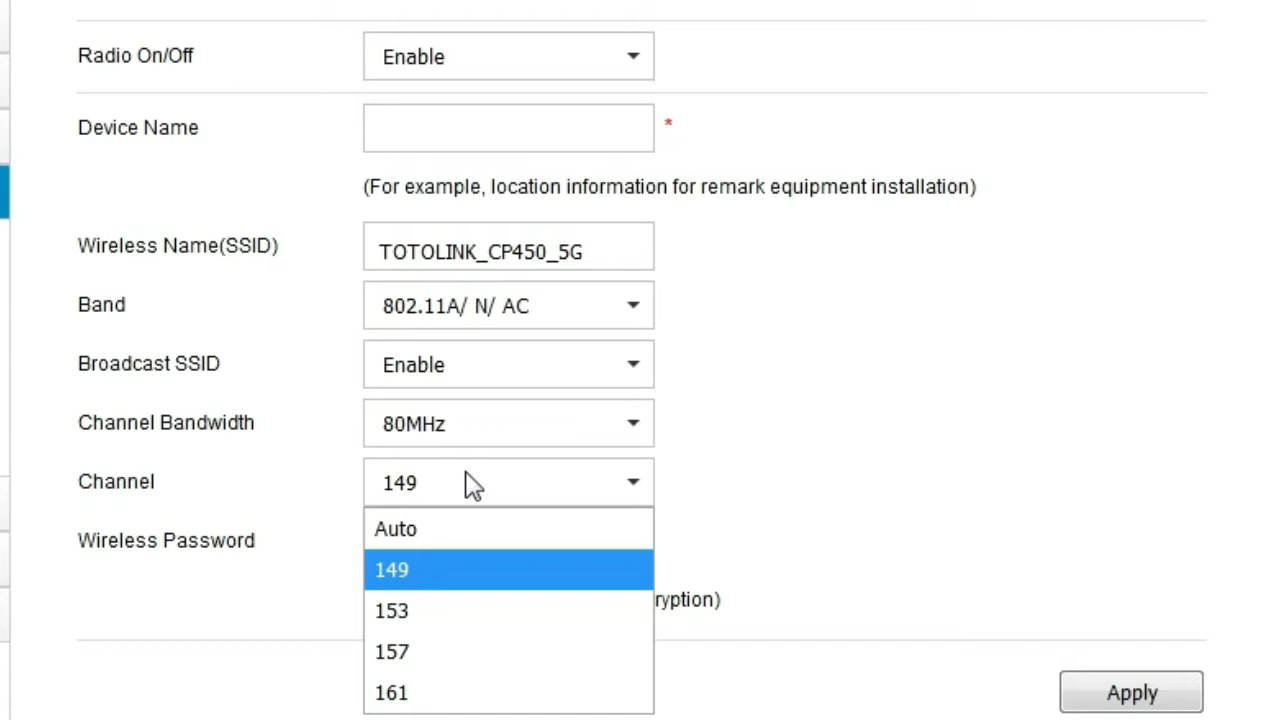 Radio On/Off Enable
Device Name *
(For example, location information for remark equipment installation)
Wireless Name(SSID) TOTOLINK_CP450_5G
Band 802.11A/ N/ AC
Broadcast SSID Enable
Channel Bandwidth 80MHz
Channel 149
Auto
Wireless Password
149
ryption)
153
157
161
Apply